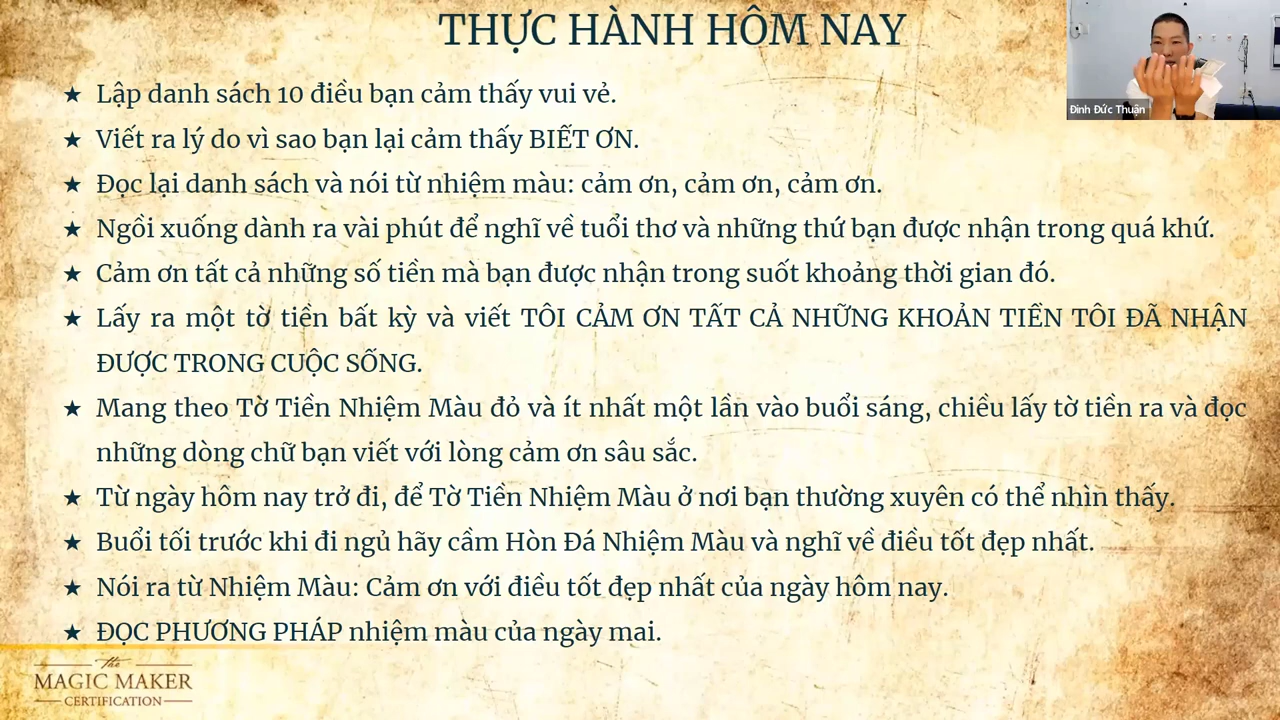 THỰC HÀNH HÔM NAY
★ Lập danh sách 10 điều bạn cảm thấy vui vẻ.
★ Viết ra lý do vì sao bạn lại cảm thấy BIẾT ƠN.
★ Đọc lại danh sách và nói từ nhiệm màu: cảm ơn, cảm ơn, cảm ơn.
★ Ngồi xuống dành ra vài phút để nghĩ về tuổi thơ và những thứ bạn được nhận trong quá khứ.
★ Cảm ơn tất cả những số tiền mà bạn được nhận trong suốt khoảng thời gian đó.
★ Lấy ra một tờ tiền bất kỳ và viết TÔI CẢM ƠN TẤT CẢ NHỮNG KHOẢN TIỀN TÔI ĐÃ NHẬN
ĐƯỢC TRONG CUỘC SỐNG.
★ Mang theo Tờ Tiền Nhiệm Màu đỏ và ít nhất một lần vào buổi sáng, chiều lấy tờ tiền ra và đọc
những dòng chữ bạn viết với lòng cảm ơn sâu sắc.
★ Từ ngày hôm nay trở đi, để Tờ Tiền Nhiệm Màu ở nơi bạn thường xuyên có thể nhìn thấy.
★ Buổi tối trước khi đi ngủ hãy cầm Hòn Đá Nhiệm Màu và nghĩ về điều tốt đẹp nhất.
★ Nói ra từ Nhiệm Màu: Cảm ơn với điều tốt đẹp nhất của ngày hôm nay.
★ ĐỌC PHƯƠNG PHÁP nhiệm màu của ngày mai.
Đinh Đức Thuận
the
MAGIC MAKER
CERTIFICATION